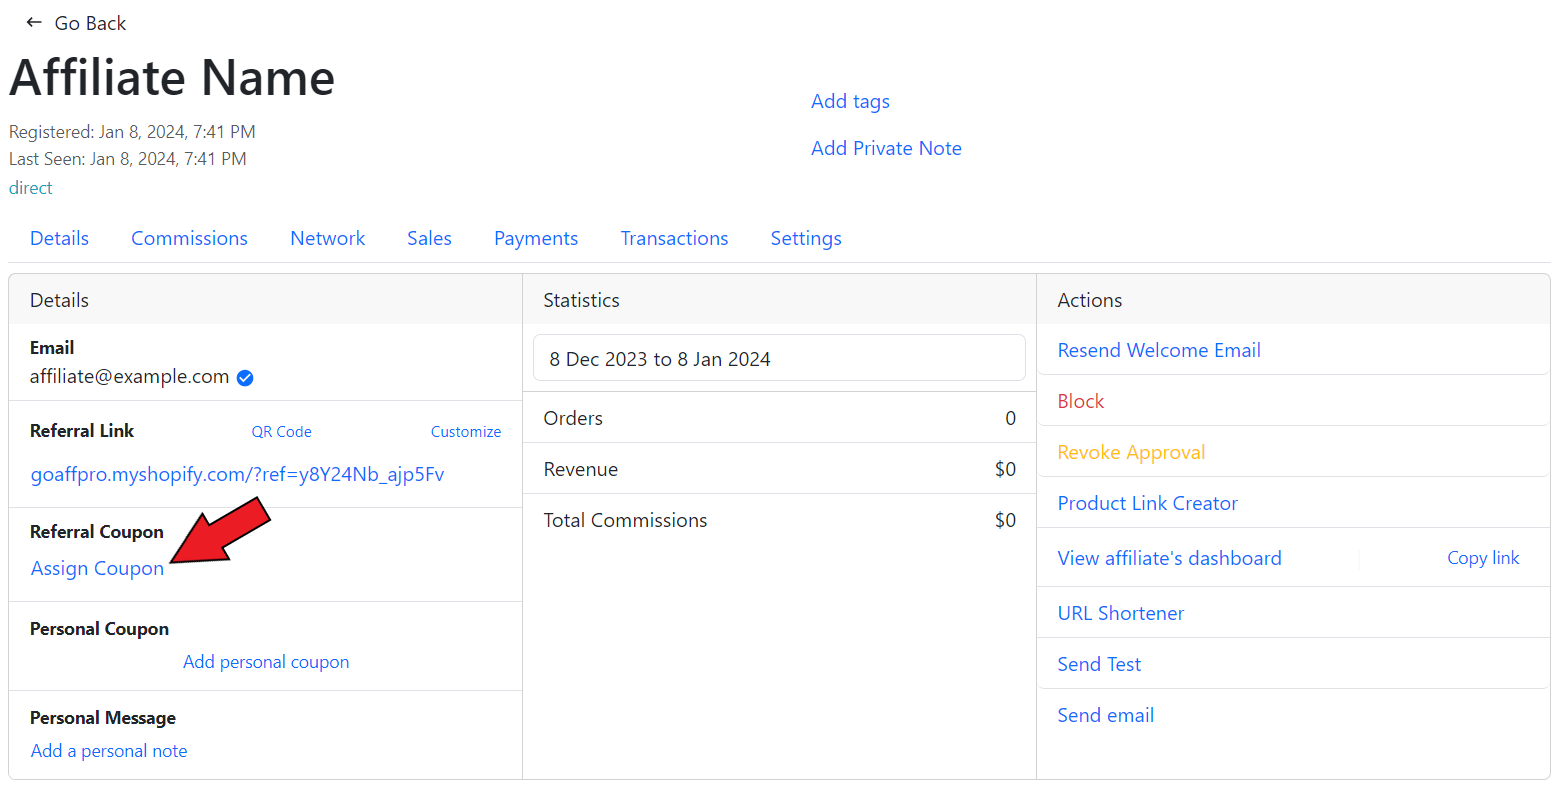 Go Back
Affiliate Name
Registered: Jan 8, 2024, 7:41 PM
Last Seen: Jan 8, 2024, 7:41 PM
direct
Add tags
Add Private Note
Details Commissions Network Sales Payments Transactions Settings
Details
Email
affiliate@example.com
Referral Link QR Code Customize
goaffpro.myshopify.com/?ref=y8Y24Nb_ajp5Fv
Referral Coupon
Assign Coupon
Personal Coupon
Add personal coupon
Personal Message
Add a personal note
Statistics
8 Dec 2023 to 8 Jan 2024
Orders 0
Revenue $0
Total Commissions $0
Actions
Resend Welcome Email
Block
Revoke Approval
Product Link Creator
View affiliate's dashboard Copy link
URL Shortener
Send Test
Send email